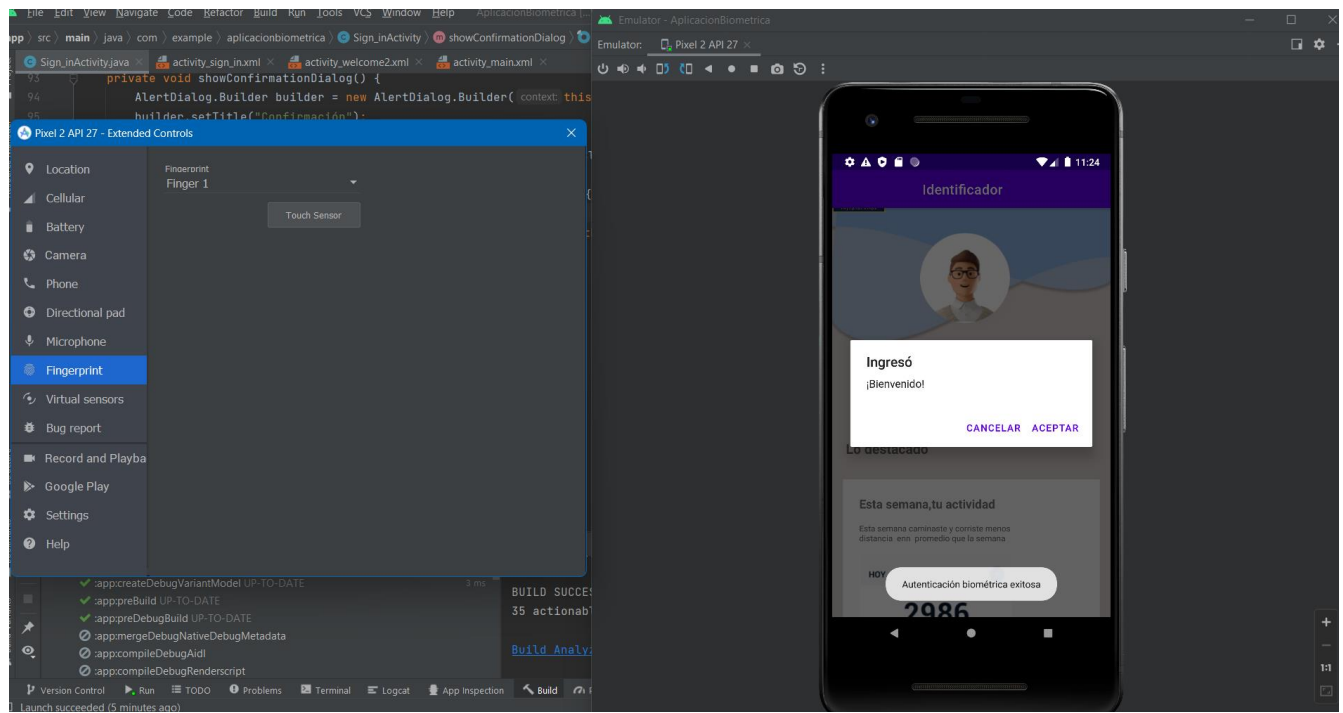 File Edit View Navigate Code Refactor Build Run Tools VCS Window Help AplicacionBiometrica [...
app > src > main > java > com > example > aplicacionbiometrica > Sign_inActivity > showConfirmationDialog >
Sign_inActivity.java × activity_sign_in.xml × activity_welcome2.xml × activity_main.xml ×
93 private void showConfirmationDialog() {
94 AlertDialog.Builder builder = new AlertDialog.Builder( context: this
95 builder.setTitle("Confirmación");
Pixel 2 API 27 - Extended Controls
Location
Cellular
Battery
Camera
Phone
Directional pad
Microphone
Fingerprint
Virtual sensors
Bug report
Record and Playba
Google Play
Settings
Help
Fingerprint
Finger 1
Touch Sensor
:app:createDebugVariantModel UP-TO-DATE 3 ms
:app:preBuild UP-TO-DATE
:app:preDebugBuild UP-TO-DATE
:app:mergeDebugNativeDebugMetadata
:app:compileDebugAidl
:app:compileDebugRenderscript
BUILD SUCCES
35 actionabl
Build Analyz
Version Control Run TODO Problems Terminal Logcat App Inspection Build
Launch succeeded (5 minutes ago)
Emulator - AplicacionBiometrica
Emulator: Pixel 2 API 27 ×
11:24
Identificador
Ingresó
¡Bienvenido!
CANCELAR ACEPTAR
Lo destacado
Esta semana,tu actividad
Esta semana caminaste y corriste menos
distancia enn promedio que la semana
HOY
Autenticación biométrica exitosa
2986
1:1